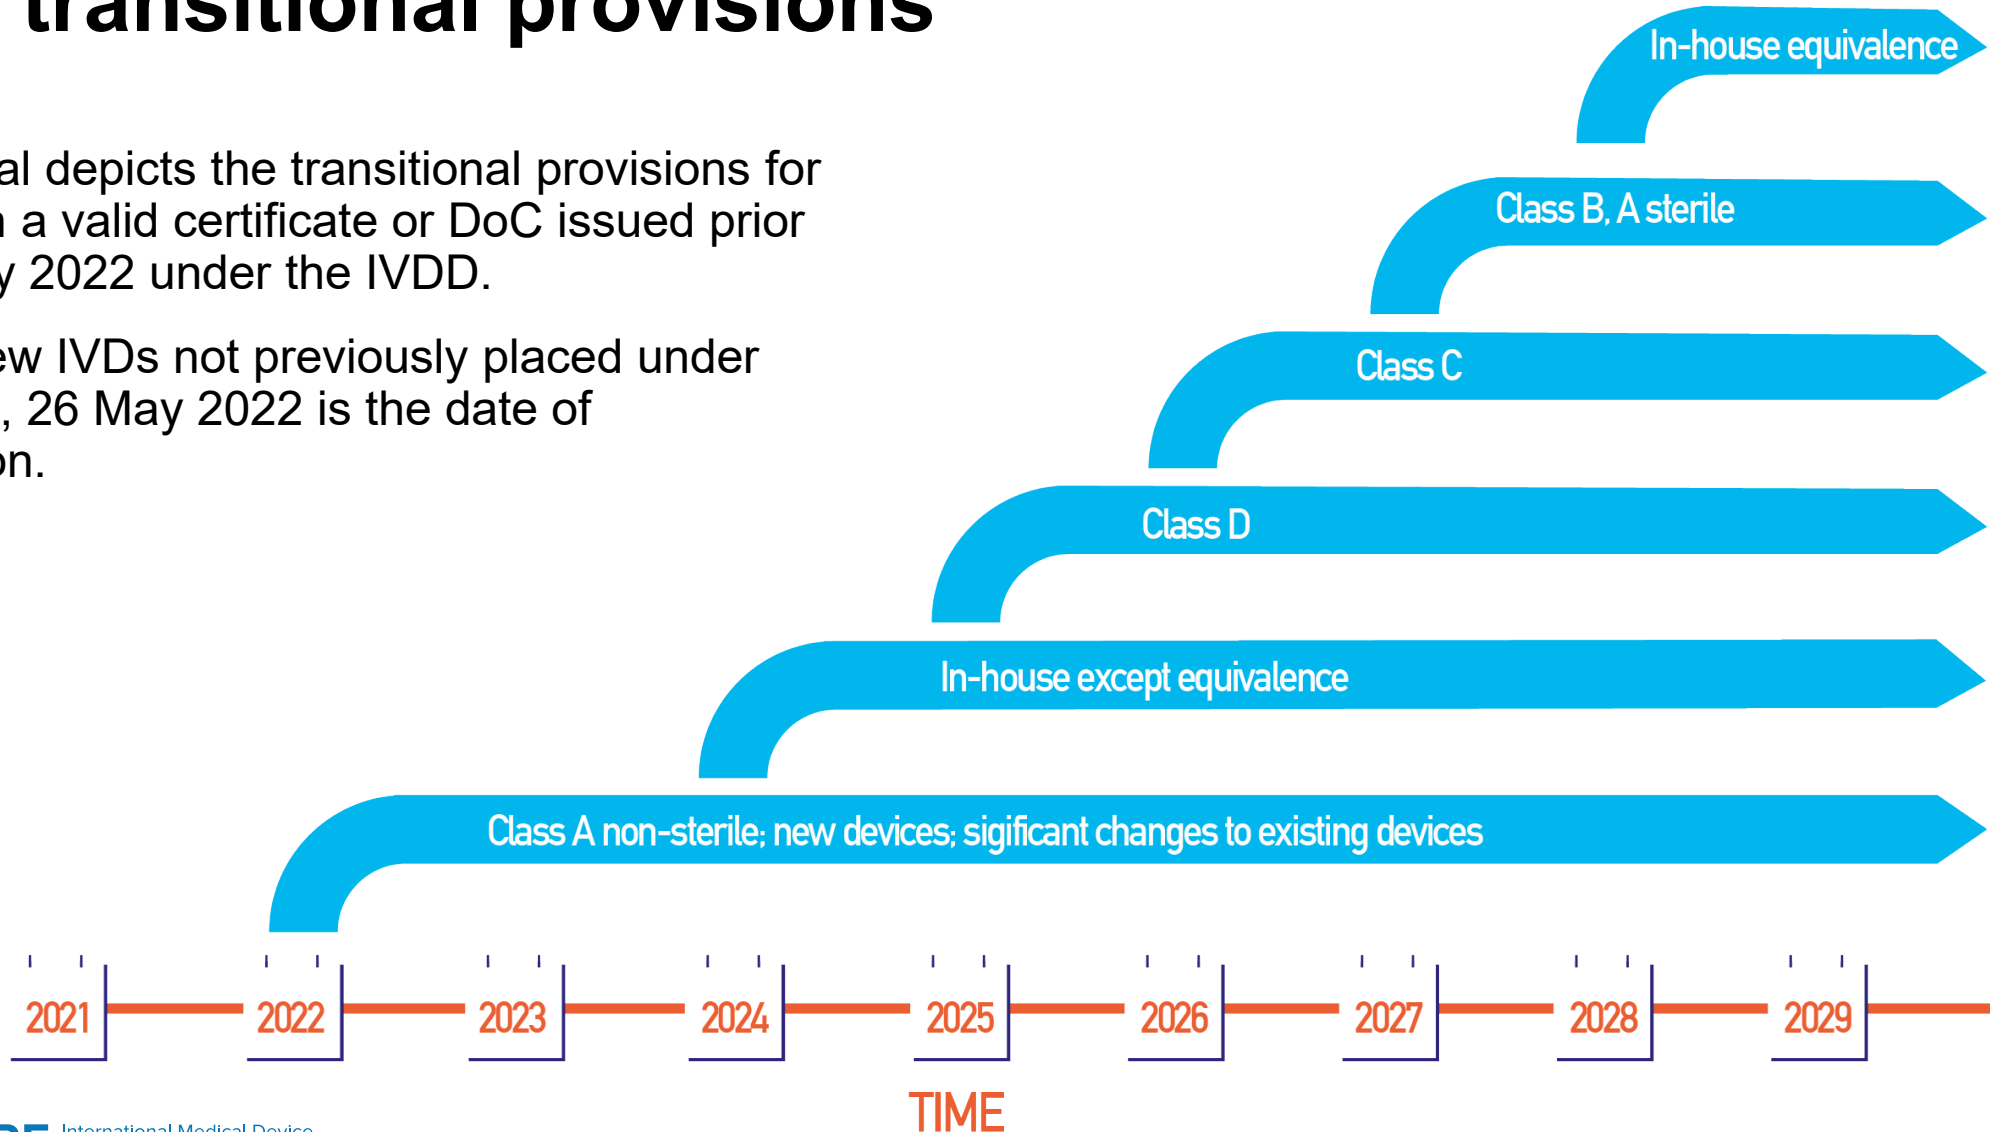 transitional provisions
al depicts the transitional provisions for
a valid certificate or DoC issued prior
y 2022 under the IVDD.
ew IVDs not previously placed under
, 26 May 2022 is the date of
on.
In-house equivalence
Class B, A sterile
Class C
Class D
In-house except equivalence
Class A non-sterile; new devices; sigificant changes to existing devices
2021 2022 2023 2024 2025 2026 2027 2028 2029
TIME
International Medical Device